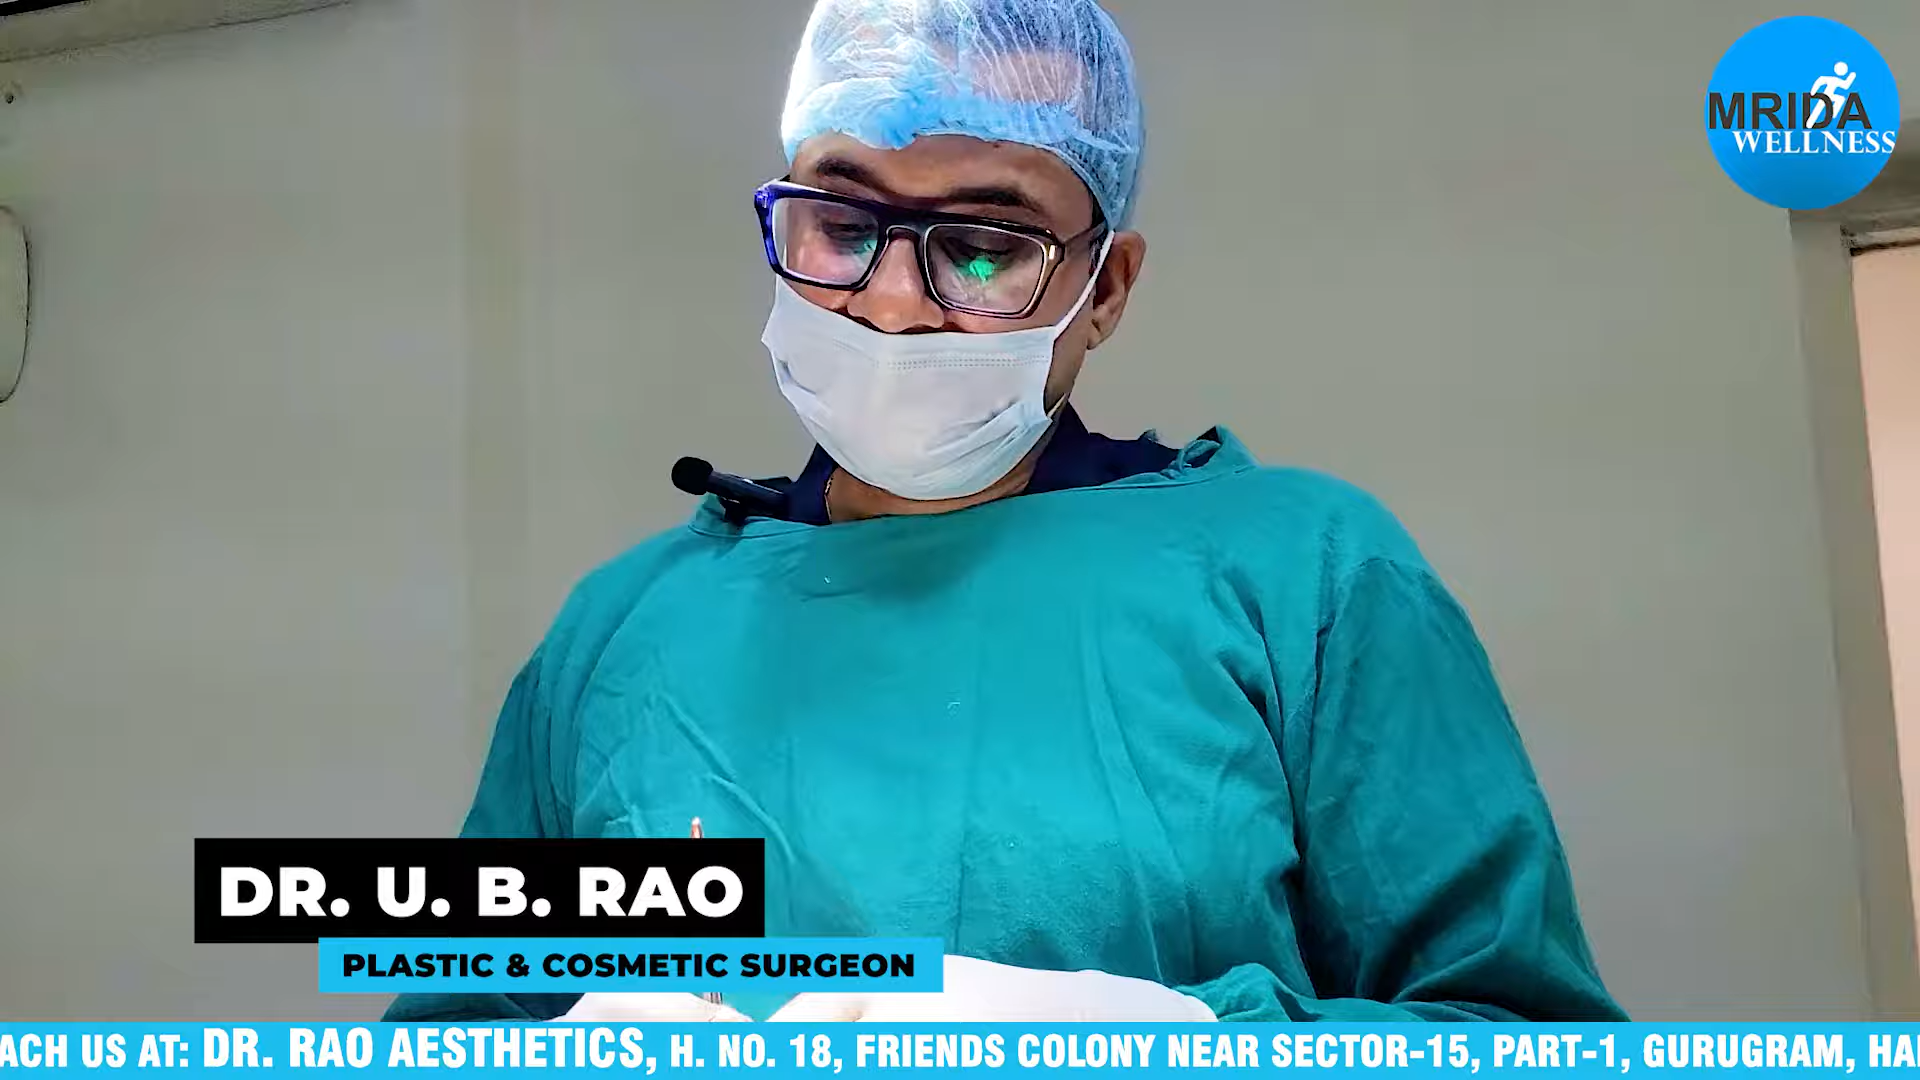 MRIDA
WELLNESS
DR. U. B. RAO
PLASTIC & COSMETIC SURGEON
ACH US AT: DR. RAO AESTHETICS, H. NO. 18, FRIENDS COLONY NEAR SECTOR-15, PART-1, GURUGRAM, HA